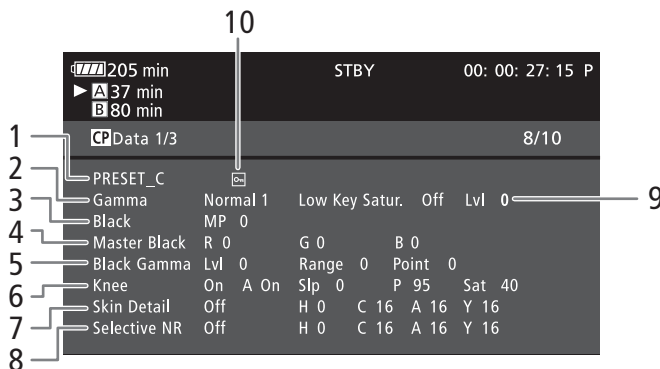 10
205 min STBY 00: 00: 27: 15 P
A 37 min
B 80 min
CP Data 1/3 8/10
1 PRESET_C
2 Gamma Normal 1 Low Key Satur. Off Lvl 0 9
3 Black MP 0
4 Master Black R 0 G 0 B 0
5 Black Gamma Lvl 0 Range 0 Point 0
6 Knee On A On Slp 0 P 95 Sat 40
7 Skin Detail Off H 0 C 16 A 16 Y 16
8 Selective NR Off H 0 C 16 A 16 Y 16